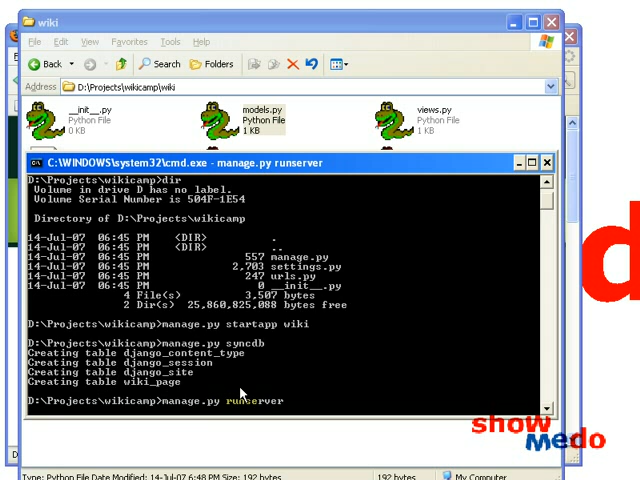 wiki
File Edit View Favorites Tools Help
Back Search Folders
Address D:\Projects\wikicamp\wiki
__init__.py
Python File
0 KB
models.py
Python File
1 KB
views.py
Python File
1 KB
C:\WINDOWS\system32\cmd.exe - manage.py runserver
D:\Projects\wikicamp>dir
Volume in drive D has no label.
Volume Serial Number is 504F-1E54
Directory of D:\Projects\wikicamp
14-Jul-07 06:45 PM <DIR> .
14-Jul-07 06:45 PM <DIR> ..
14-Jul-07 06:45 PM 557 manage.py
14-Jul-07 06:45 PM 2,703 settings.py
14-Jul-07 06:45 PM 247 urls.py
14-Jul-07 06:45 PM 0 __init__.py
4 File(s) 3,507 bytes
2 Dir(s) 25,860,825,088 bytes free
D:\Projects\wikicamp>manage.py startapp wiki
D:\Projects\wikicamp>manage.py syncdb
Creating table django_content_type
Creating table django_session
Creating table django_site
Creating table wiki_page
D:\Projects\wikicamp>manage.py runserver
d
show
medo
Type: Python File Date Modified: 14-Jul-07 6:48 PM Size: 192 bytes 192 bytes My Computer